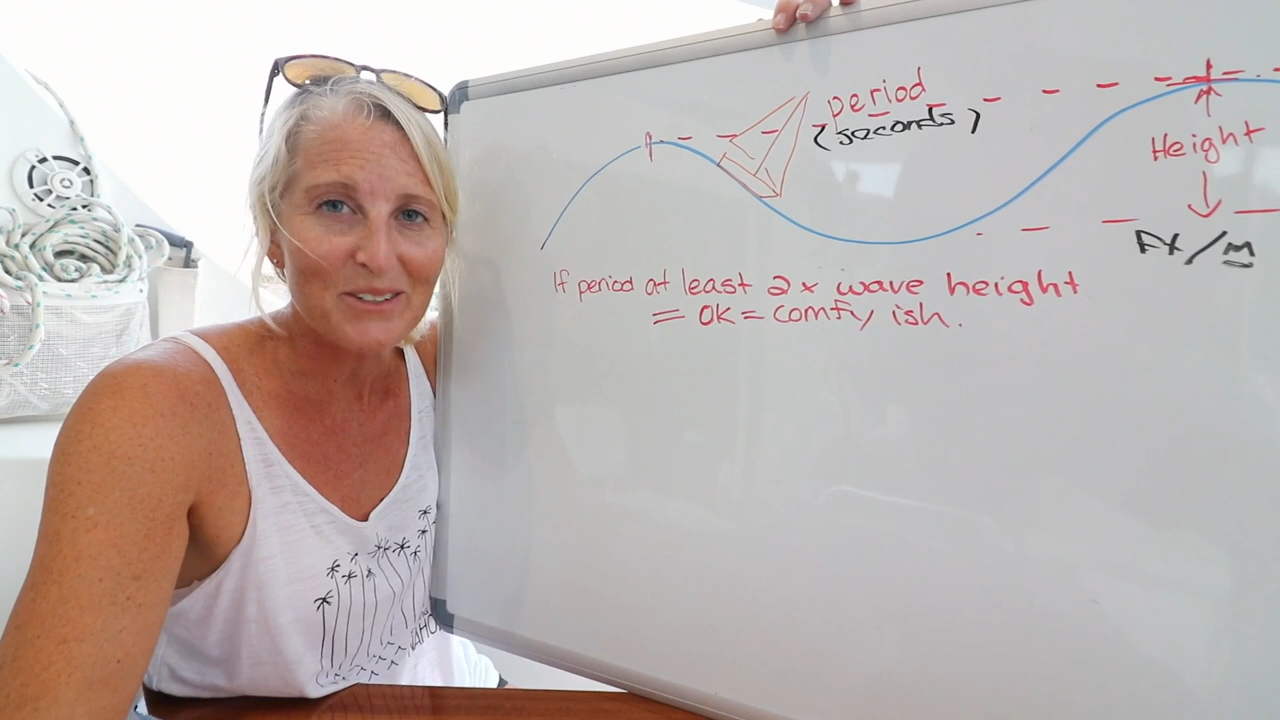 period
(seconds)
Height
Ft/m
If period at least 2x wave height
= OK = comfy ish.